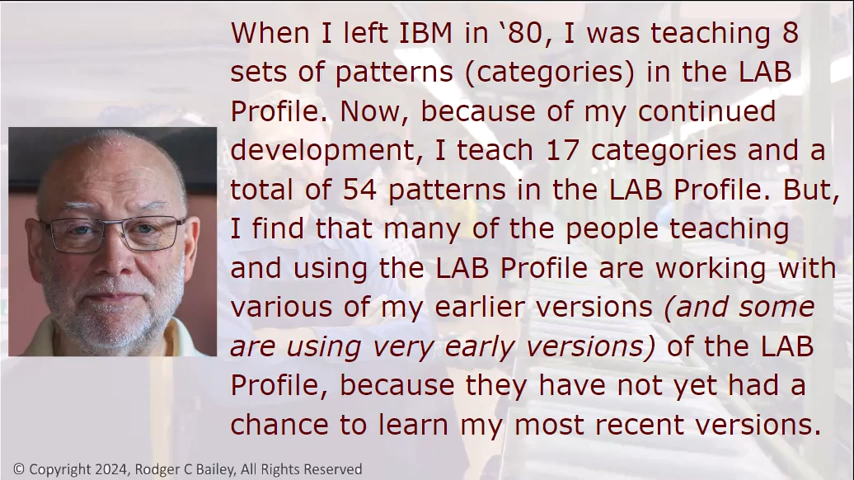 When I left IBM in ‘80, I was teaching 8
sets of patterns (categories) in the LAB
Profile. Now, because of my continued
development, I teach 17 categories and a
total of 54 patterns in the LAB Profile. But,
I find that many of the people teaching
and using the LAB Profile are working with
various of my earlier versions (and some
are using very early versions) of the LAB
Profile, because they have not yet had a
chance to learn my most recent versions.
© Copyright 2024, Rodger C Bailey, All Rights Reserved